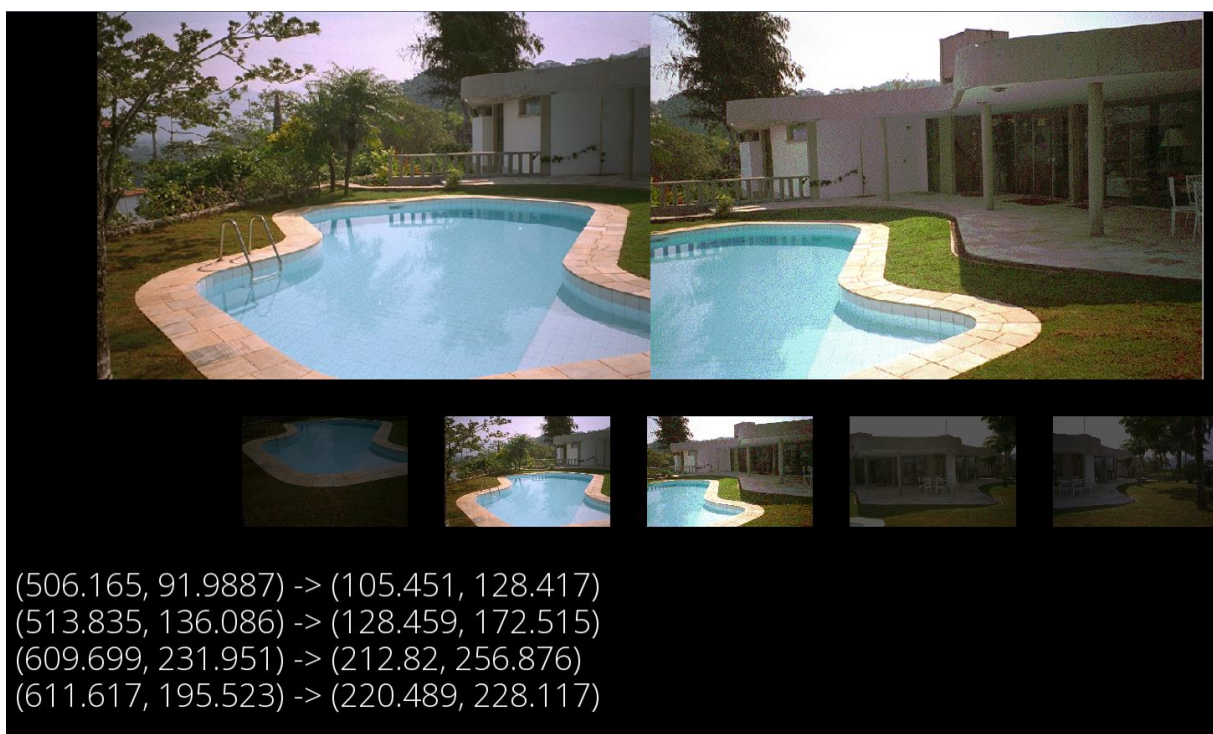 (506.165, 91.9887) -> (105.451, 128.417)
(513.835, 136.086) -> (128.459, 172.515)
(609.699, 231.951) -> (212.82, 256.876)
(611.617, 195.523) -> (220.489, 228.117)